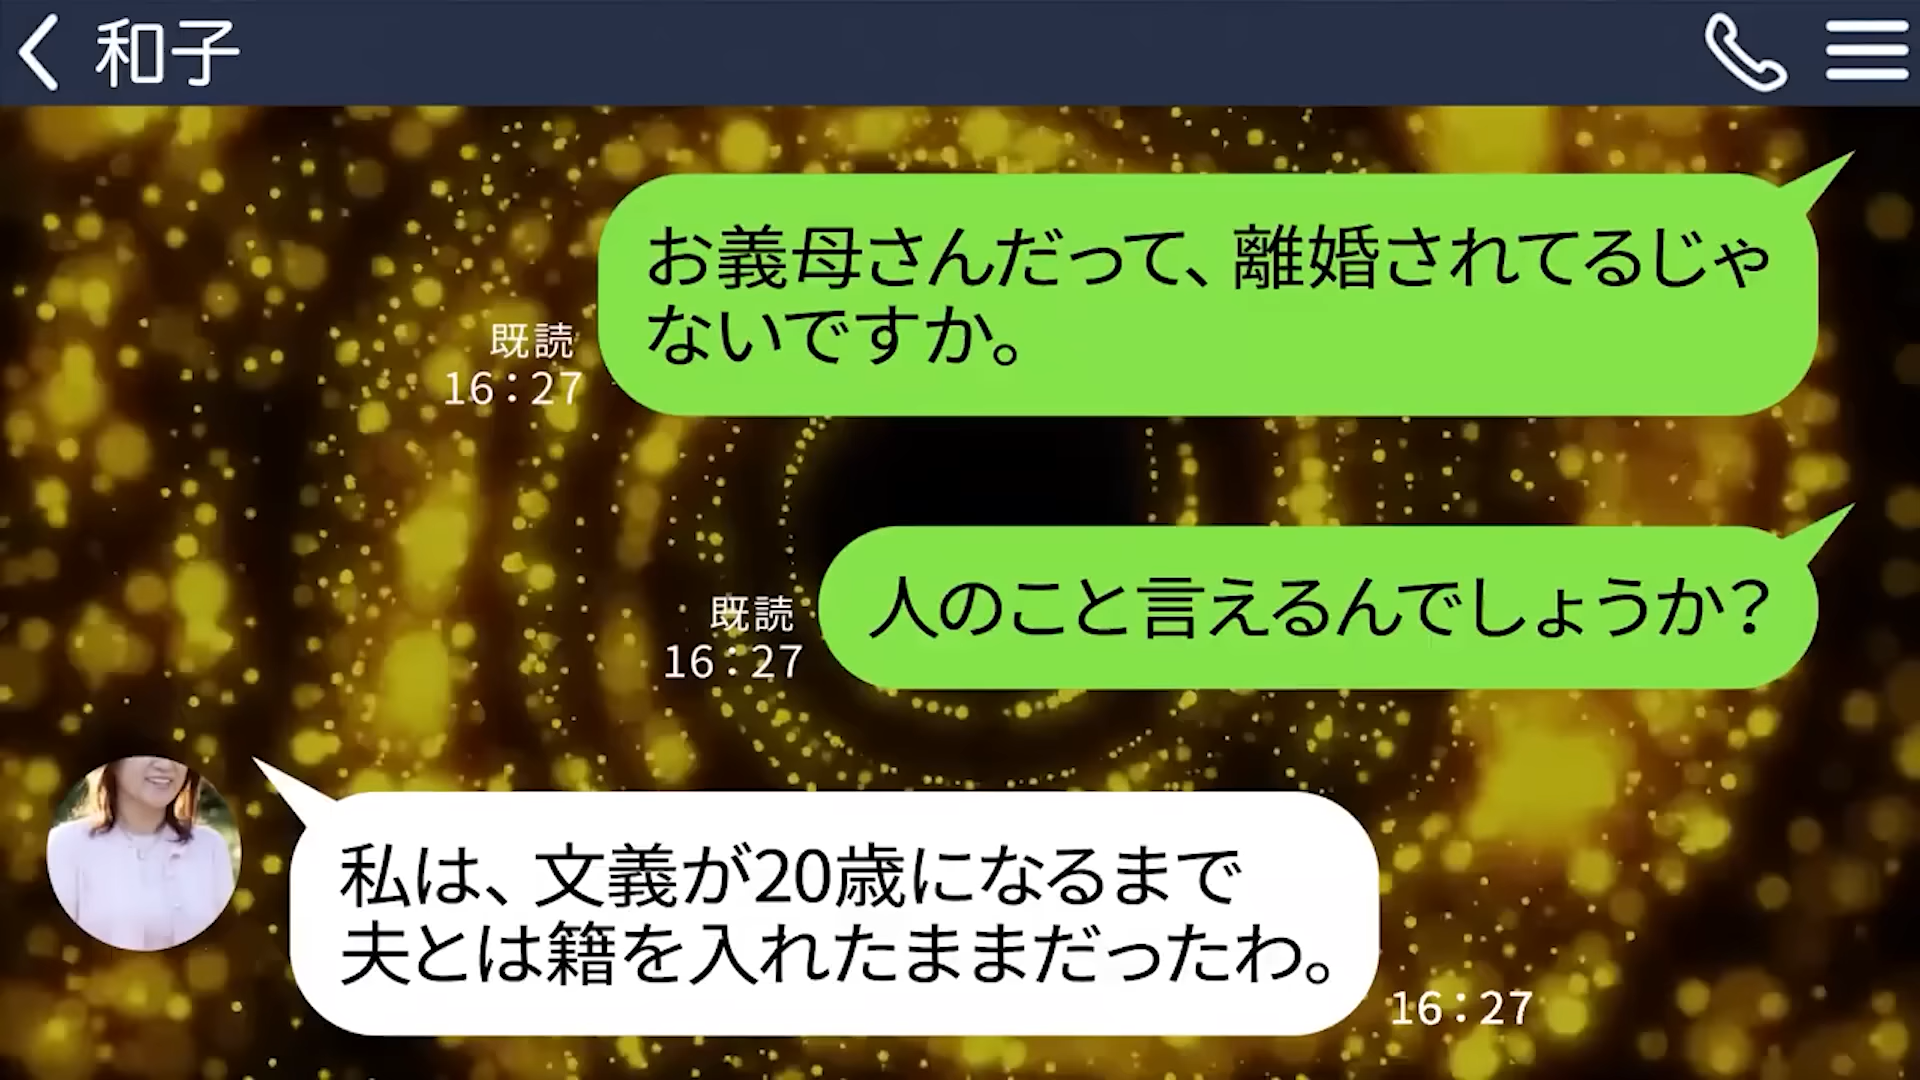 和子
お義母さんだって、離婚されてるじゃ
ないですか。
既読
16：27
人のこと言えるんでしょうか？
既読
16：27
私は、文義が20歳になるまで
夫とは籍を入れたままだったわ。
16：27